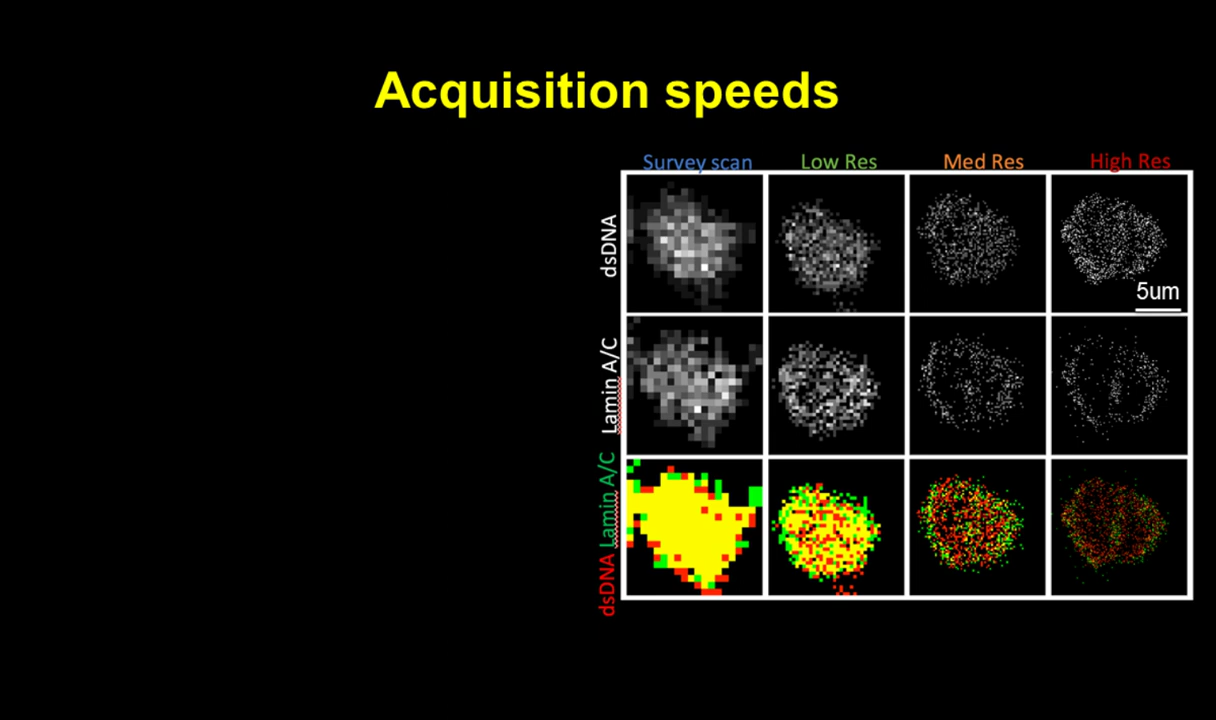 Acquisition speeds
Survey scan
Low Res
Med Res
High Res
dsDNA
5um
Lamin A/C
dsDNA Lamin A/C